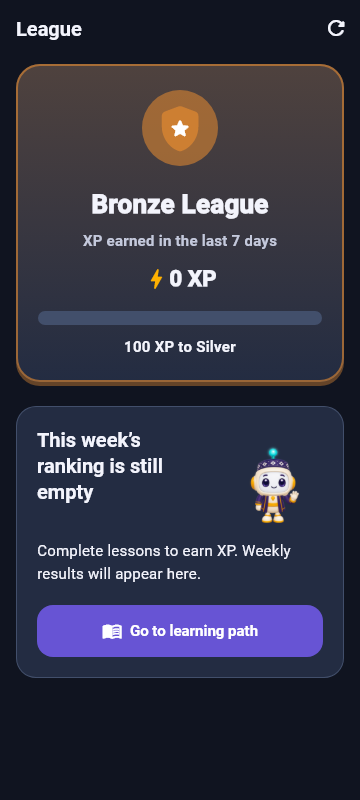 League
Bronze League
XP earned in the last 7 days
0 XP
100 XP to Silver
This week’s
ranking is still
empty
Complete lessons to earn XP. Weekly
results will appear here.
Go to learning path